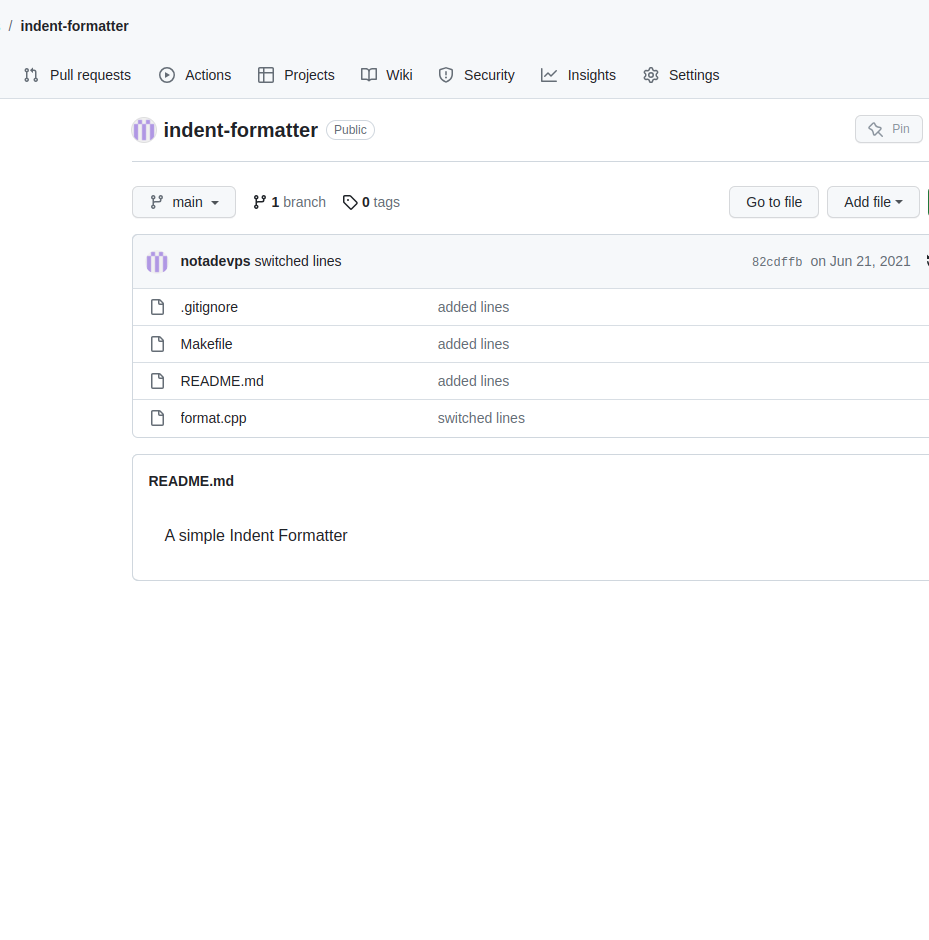 / indent-formatter
Pull requests Actions Projects Wiki Security Insights Settings
indent-formatter Public Pin
main 1 branch 0 tags Go to file Add file
notadevps switched lines 82cdffb on Jun 21, 2021
.gitignore added lines
Makefile added lines
README.md added lines
format.cpp switched lines
README.md
A simple Indent Formatter